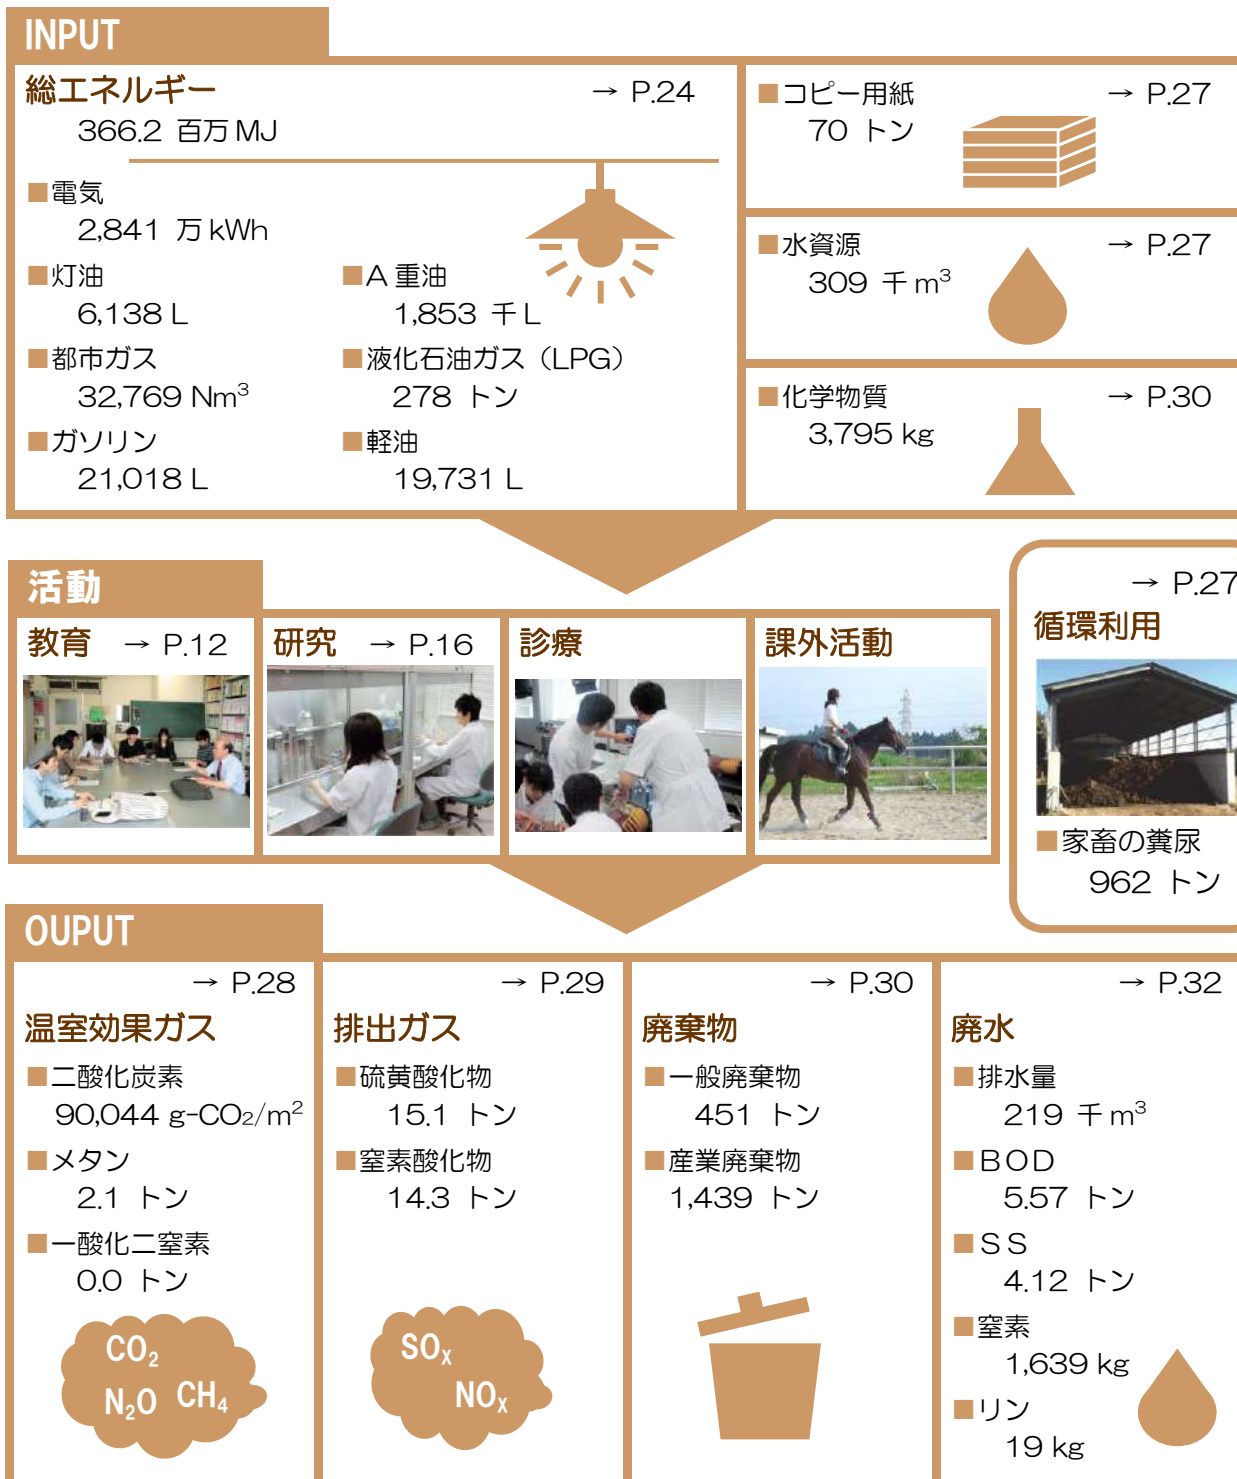 INPUT
総エネルギー → P.24
366.2 百万 MJ
■電気
2,841 万 kWh
■灯油
6,138 L
■A 重油
1,853 千 L
■都市ガス
32,769 Nm³
■液化石油ガス（LPG）
278 トン
■ガソリン
21,018 L
■軽油
19,731 L
■コピー用紙 → P.27
70 トン
■水資源 → P.27
309 千 m³
■化学物質 → P.30
3,795 kg
活動
教育 → P.12
研究 → P.16
診療
課外活動
→ P.27
循環利用
■家畜の糞尿
962 トン
OUPUT
→ P.28
温室効果ガス
■二酸化炭素
90,044 g-CO₂/m²
■メタン
2.1 トン
■一酸化二窒素
0.0 トン
CO₂
N₂O CH₄
→ P.29
排出ガス
■硫黄酸化物
15.1 トン
■窒素酸化物
14.3 トン
SOX
NOX
→ P.30
廃棄物
■一般廃棄物
451 トン
■産業廃棄物
1,439 トン
→ P.32
廃水
■排水量
219 千 m³
■ＢＯＤ
5.57 トン
■ＳＳ
4.12 トン
■窒素
1,639 kg
■リン
19 kg